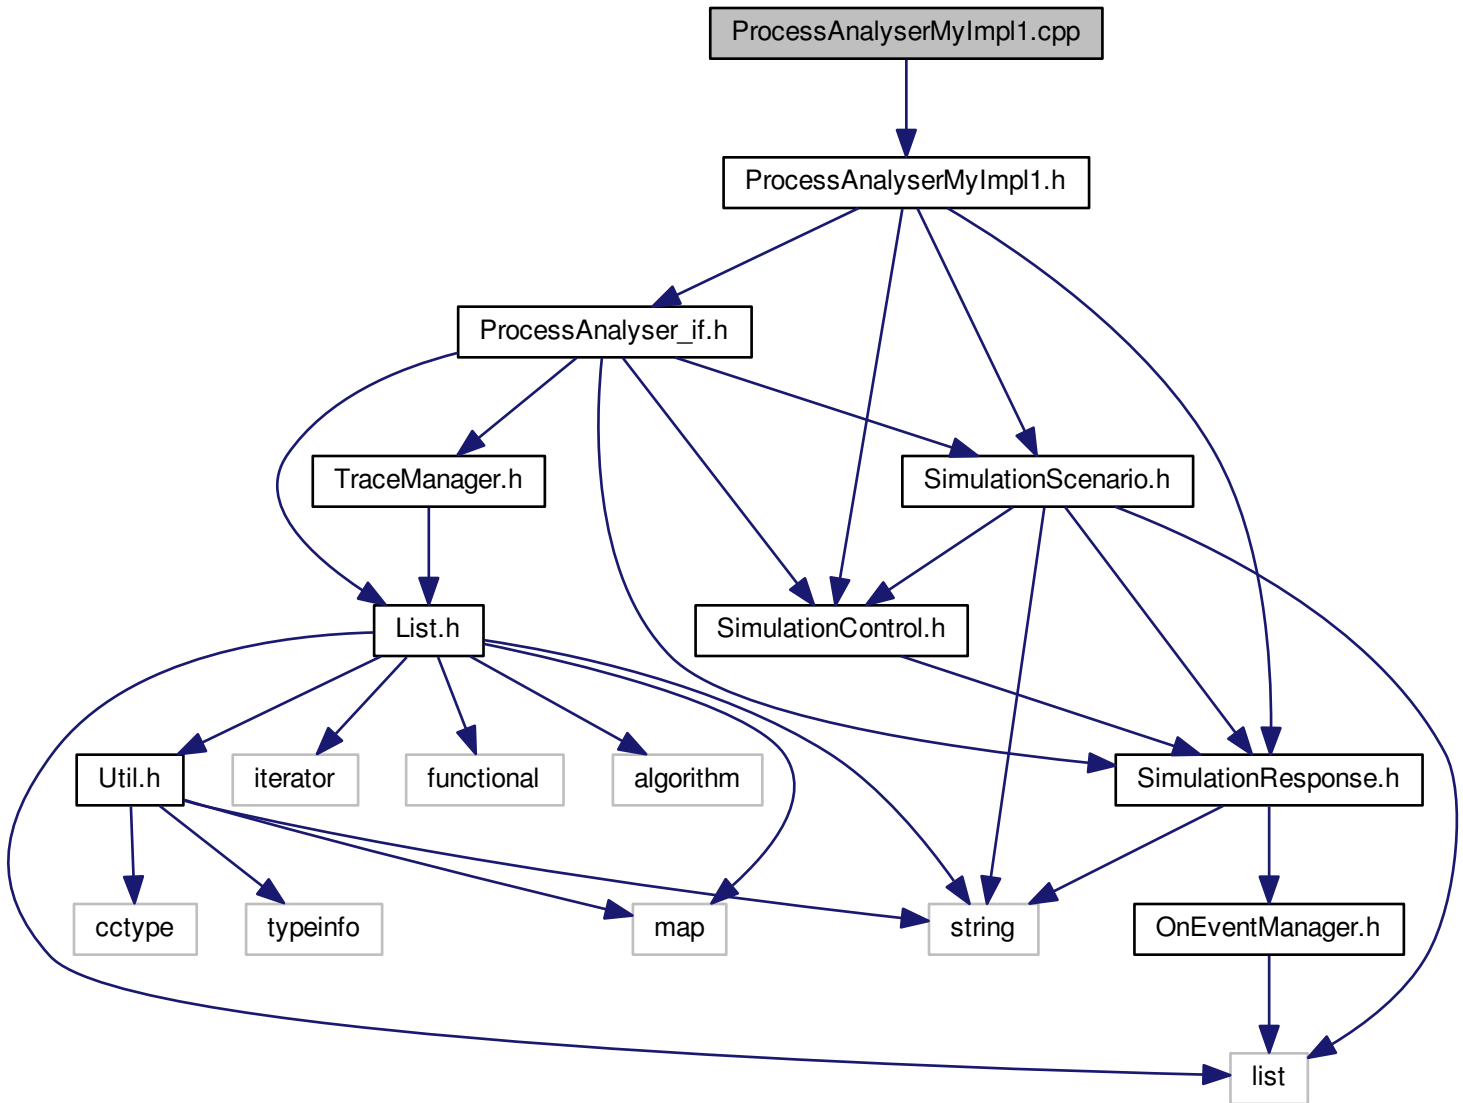 ProcessAnalyserMyImpl1.cpp
ProcessAnalyserMyImpl1.h
ProcessAnalyser_if.h
TraceManager.h
SimulationScenario.h
List.h
SimulationControl.h
Util.h
iterator
functional
algorithm
SimulationResponse.h
cctype
typeinfo
map
string
OnEventManager.h
list